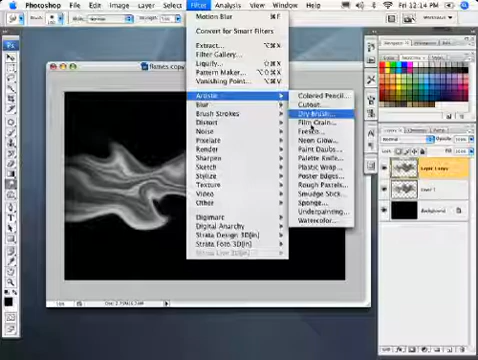 Photoshop File Edit Image Layer Select Filter Analysis View Window Help
Fri 12:14 PM
Motion Blur ⌘F
Convert for Smart Filters
Extract... ⌥⌘X
Filter Gallery...
Liquify... ⇧⌘X
Pattern Maker... ⌥⇧⌘X
Vanishing Point... ⌥⌘V
Artistic
Blur
Brush Strokes
Distort
Noise
Pixelate
Render
Sharpen
Sketch
Stylize
Texture
Video
Other
Digimarc
Digital Anarchy
Strata Design 3D[in]
Strata Foto 3D[in]
Strata Live 3D[in]
Colored Pencil...
Cutout...
Dry Brush...
Film Grain...
Fresco...
Neon Glow...
Paint Daubs...
Palette Knife...
Plastic Wrap...
Poster Edges...
Rough Pastels...
Smudge Stick...
Sponge...
Underpainting...
Watercolor...
Layer 1 copy
Layer 1
Background